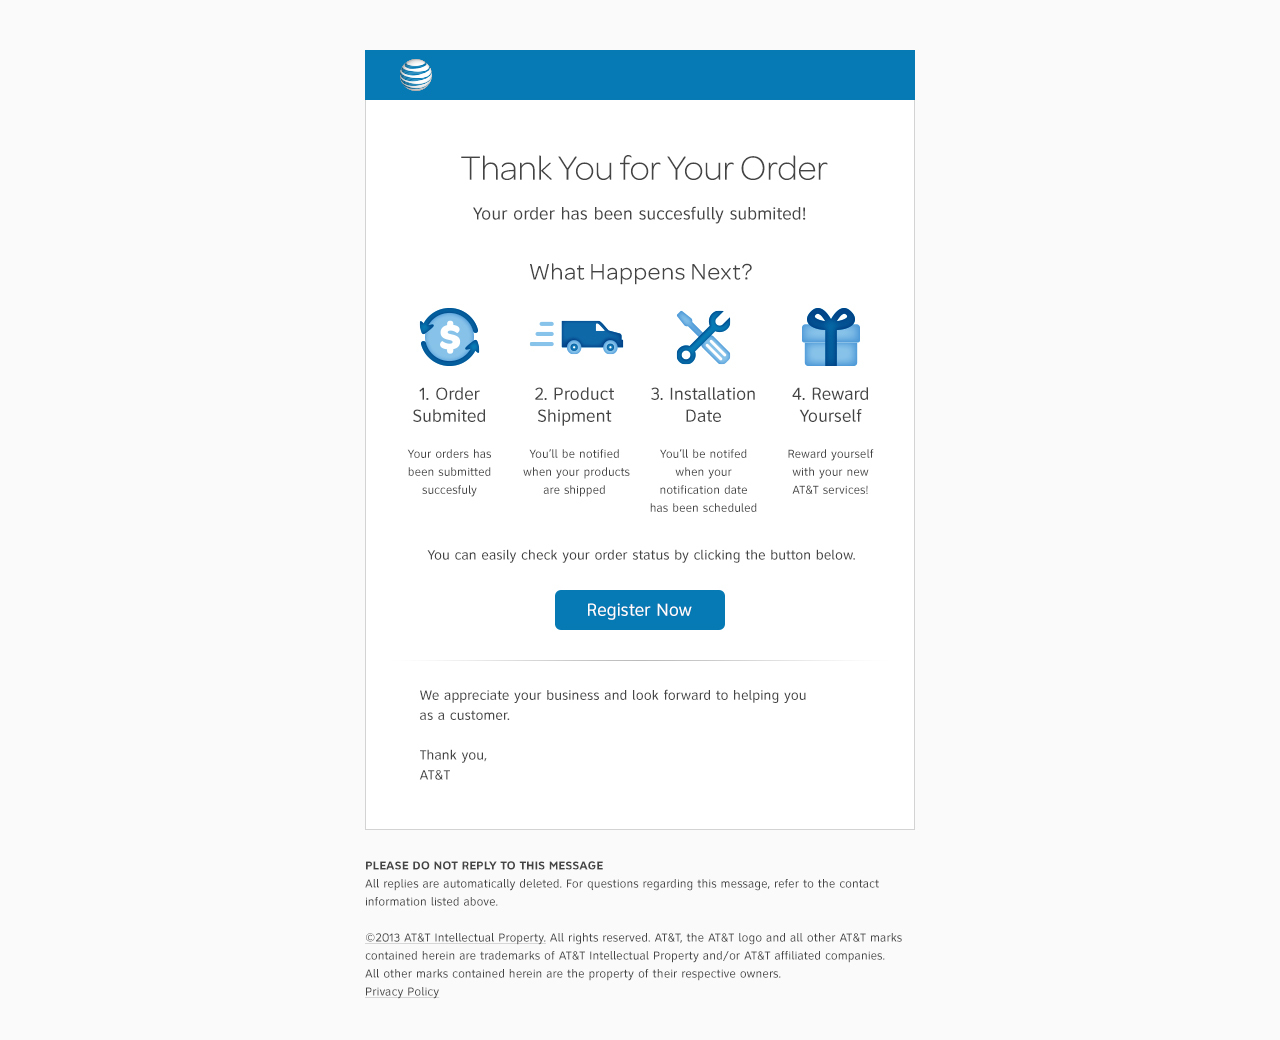 Thank You for Your Order
Your order has been succesfully submited!
What Happens Next?
1. Order
Submited
2. Product
Shipment
3. Installation
Date
4. Reward
Yourself
Your orders has
been submitted
succesfuly
You'll be notified
when your products
are shipped
You'll be notifed
when your
notification date
has been scheduled
Reward yourself
with your new
AT&T services!
You can easily check your order status by clicking the button below.
Register Now
We appreciate your business and look forward to helping you
as a customer.
Thank you,
AT&T
PLEASE DO NOT REPLY TO THIS MESSAGE
All replies are automatically deleted. For questions regarding this message, refer to the contact
information listed above.
©2013 AT&T Intellectual Property. All rights reserved. AT&T, the AT&T logo and all other AT&T marks
contained herein are trademarks of AT&T Intellectual Property and/or AT&T affiliated companies.
All other marks contained herein are the property of their respective owners.
Privacy Policy